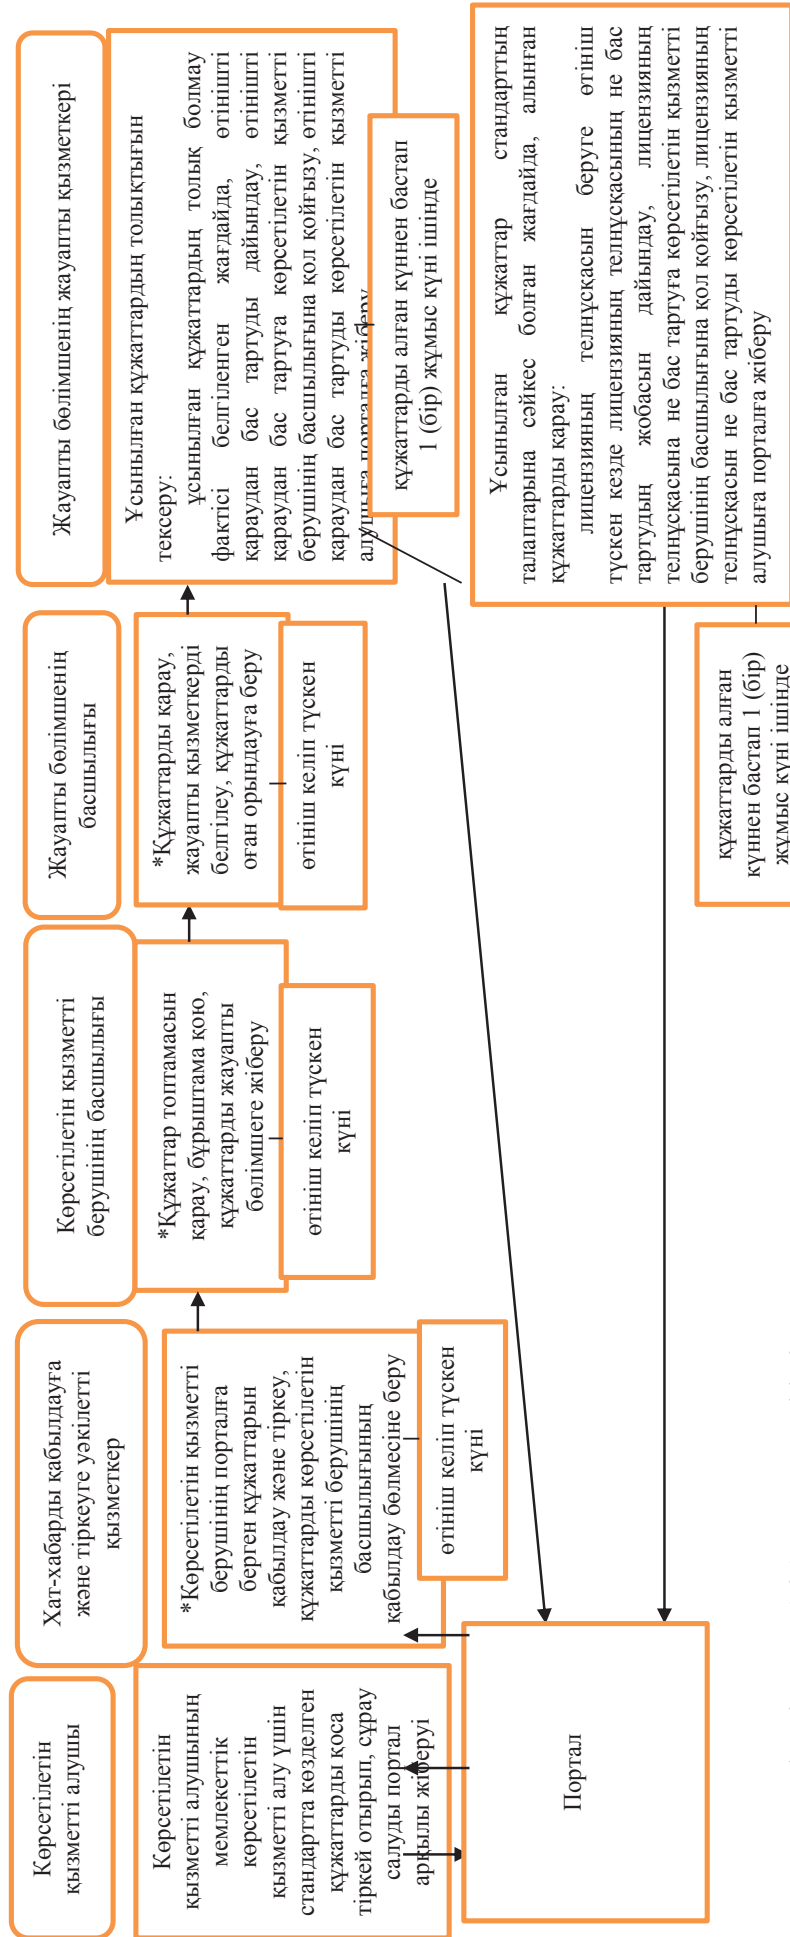 Көрсетілетін
қызметті алушы
Хат-хабарды қабылдауға
және тіркеуге уәкілетті
қызметкер
Көрсетілетін қызметті
берушінің басшылығы
Жауапты бөлімшенің
басшылығы
Жауапты бөлімшенің жауапты қызметкері
Көрсетілетін
қызметті алушының
мемлекеттік
көрсетілетін
қызметті алу үшін
стандартта көзделген
құжаттарды қоса
тіркей отырып, сұрау
салуды портал
арқылы жіберуі
*Көрсетілетін қызметті
берушінің порталға
берген құжаттарын
қабылдау және тіркеу,
құжаттарды көрсетілетін
қызметті берушінің
басшылығының
қабылдау бөлмесіне беру
өтініш келіп түскен
күні
*Құжаттар топтамасын
қарау, бұрыштама қою,
құжаттарды жауапты
бөлімшеге жіберу
өтініш келіп түскен
күні
*Құжаттарды қарау,
жауапты қызметкерді
белгілеу, құжаттарды
оған орындауға беру
өтініш келіп түскен
күні
Ұсынылған құжаттардың толықтығын
тексеру:
ұсынылған құжаттардың толық болмау
фактісі белгіленген жағдайда, өтінішті
қараудан бас тартуды дайындау, өтінішті
қараудан бас тартуға көрсетілетін қызметті
берушінің басшылығына қол қойғызу, өтінішті
қараудан бас тартуды көрсетілетін қызметті
алушыға порталға жіберу
құжаттарды алған күннен бастап
1 (бір) жұмыс күні ішінде
Портал
Ұсынылған құжаттар стандарттың
талаптарына сәйкес болған жағдайда, алынған
құжаттарды қарау:
лицензияның телнұсқасын беруге өтініш
түскен кезде лицензияның телнұсқасының не бас
тартудың жобасын дайындау, лицензияның
телнұсқасына не бас тартуға көрсетілетін қызметті
берушінің басшылығына қол қойғызу, лицензияның
телнұсқасын не бас тартуды көрсетілетін қызметті
алушыға порталға жіберу
құжаттарды алған
күннен бастап 1 (бір)
жұмыс күні ішінде